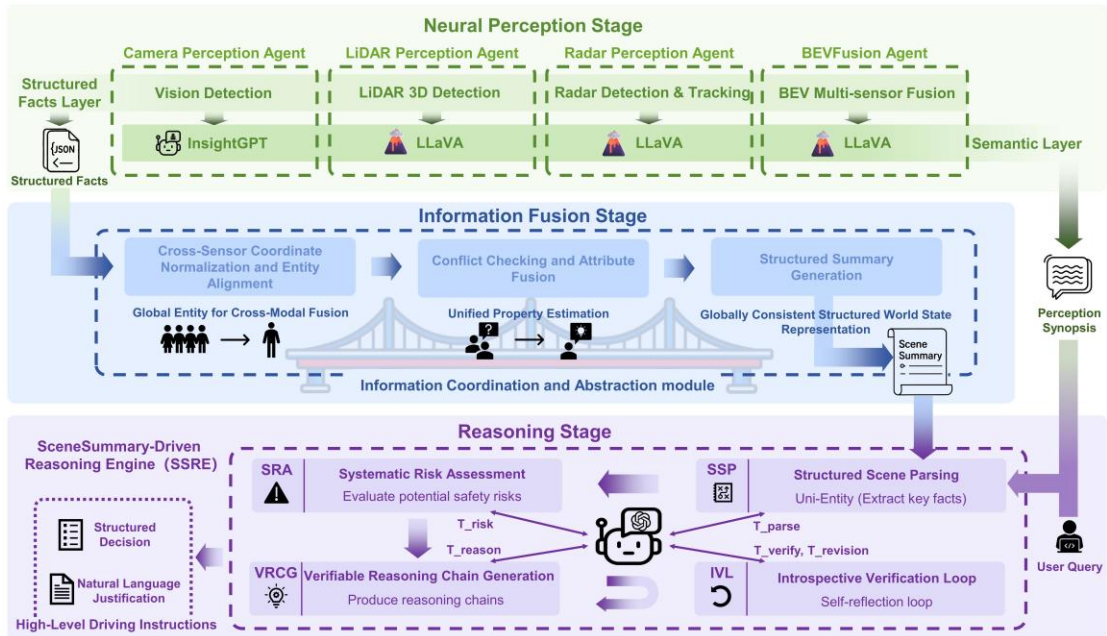 Neural Perception Stage
Structured
Facts Layer
{JSON
Structured Facts
Camera Perception Agent
Vision Detection
InsightGPT
LiDAR Perception Agent
LiDAR 3D Detection
LLaVA
Radar Perception Agent
Radar Detection & Tracking
LLaVA
BEVFusion Agent
BEV Multi-sensor Fusion
LLaVA
Semantic Layer
Information Fusion Stage
Cross-Sensor Coordinate
Normalization and Entity
Alignment
Global Entity for Cross-Modal Fusion
Conflict Checking and Attribute
Fusion
Unified Property Estimation
?
Structured Summary
Generation
Globally Consistent Structured World State
Representation
Scene
Summary
Information Coordination and Abstraction module
Perception
Synopsis
Reasoning Stage
SceneSummary-Driven
Reasoning Engine（SSRE）
SRA
Systematic Risk Assessment
Evaluate potential safety risks
SSP
Structured Scene Parsing
Uni-Entity (Extract key facts)
T_risk
T_parse
T_reason
T_verify, T_revision
VRCG
Verifiable Reasoning Chain Generation
Produce reasoning chains
IVL
Introspective Verification Loop
Self-reflection loop
User Query
Structured
Decision
Natural Language
Justification
High-Level Driving Instructions